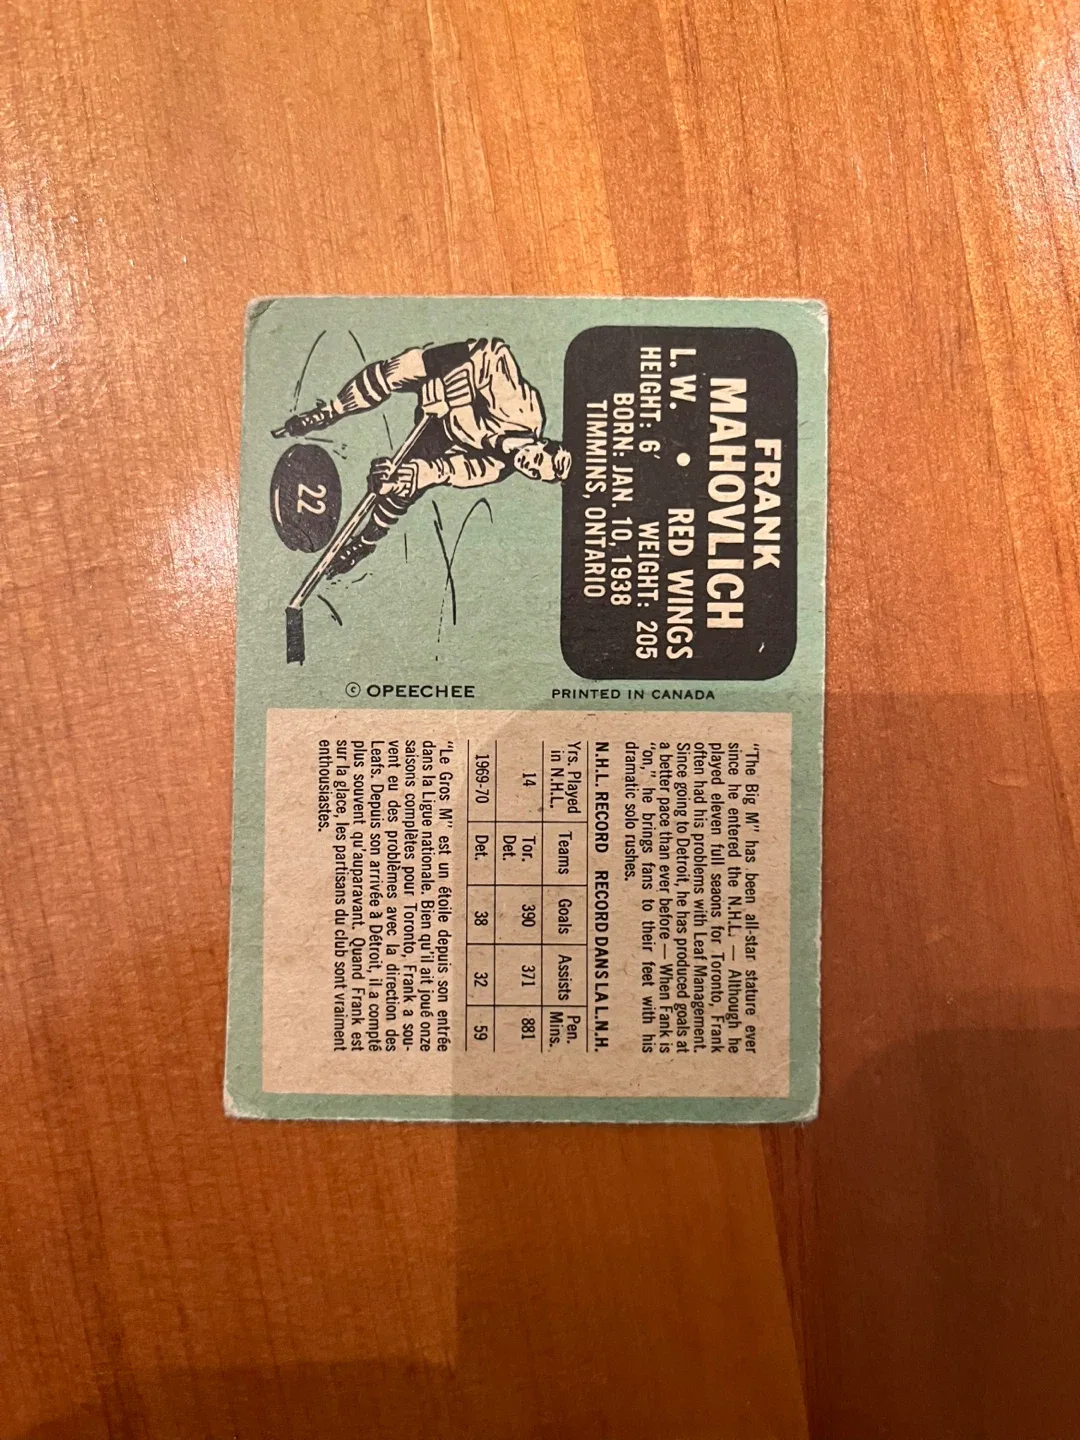 FRANK
MAHOVLICH
L. W. • RED WINGS
HEIGHT: 6′ WEIGHT: 205
BORN: JAN. 10, 1938
TIMMINS, ONTARIO
22
© OPEECHEE PRINTED IN CANADA
"The Big M" has been all-star stature ever
since he entered the N.H.L. — Although he
played eleven full seaons for Toronto, Frank
often had his problems with Leaf Management.
Since going to Detroit, he has produced goals at
a better pace than ever before — When Fank is
"on," he brings fans to their feet with his
dramatic solo rushes.
N.H.L. RECORD RECORD DANS LA L.N.H.
Yrs. Played in N.H.L. Teams Goals Assists Pen. Mins.
14 Tor. Det. 390 371 881
1969-70 Det. 38 32 59
"Le Gros M" est un étoile depuis son entrée
dans la Ligue nationale. Bien qu'il ait joué onze
saisons complètes pour Toronto, Frank a sou-
vent eu des problèmes avec la direction des
Leafs. Depuis son arrivée à Détroit, il a compté
plus souvent qu'auparavant. Quand Frank est
sur la glace, les partisans du club sont vraiment
enthousiastes.